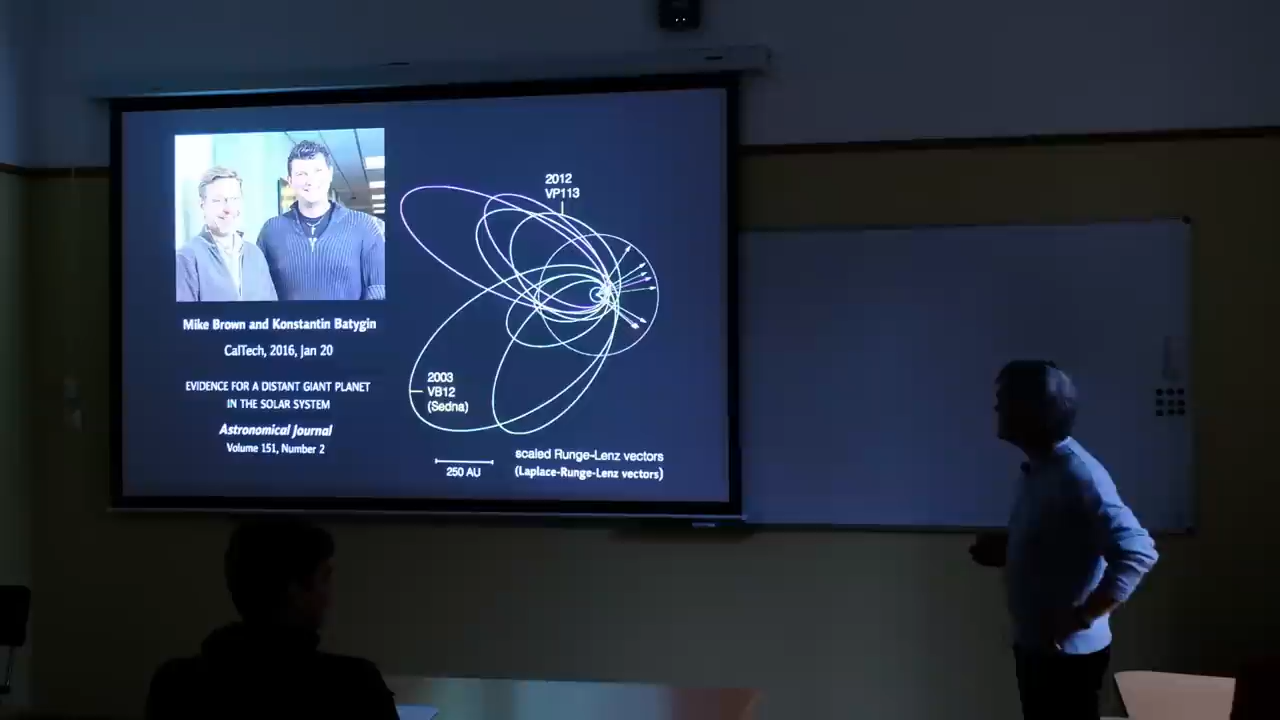 Mike Brown and Konstantin Batygin
CalTech, 2016, Jan 20
EVIDENCE FOR A DISTANT GIANT PLANET
IN THE SOLAR SYSTEM
Astronomical Journal
Volume 151, Number 2
2012
VP113
2003
VB12
(Sedna)
250 AU
scaled Runge-Lenz vectors
(Laplace-Runge-Lenz vectors)